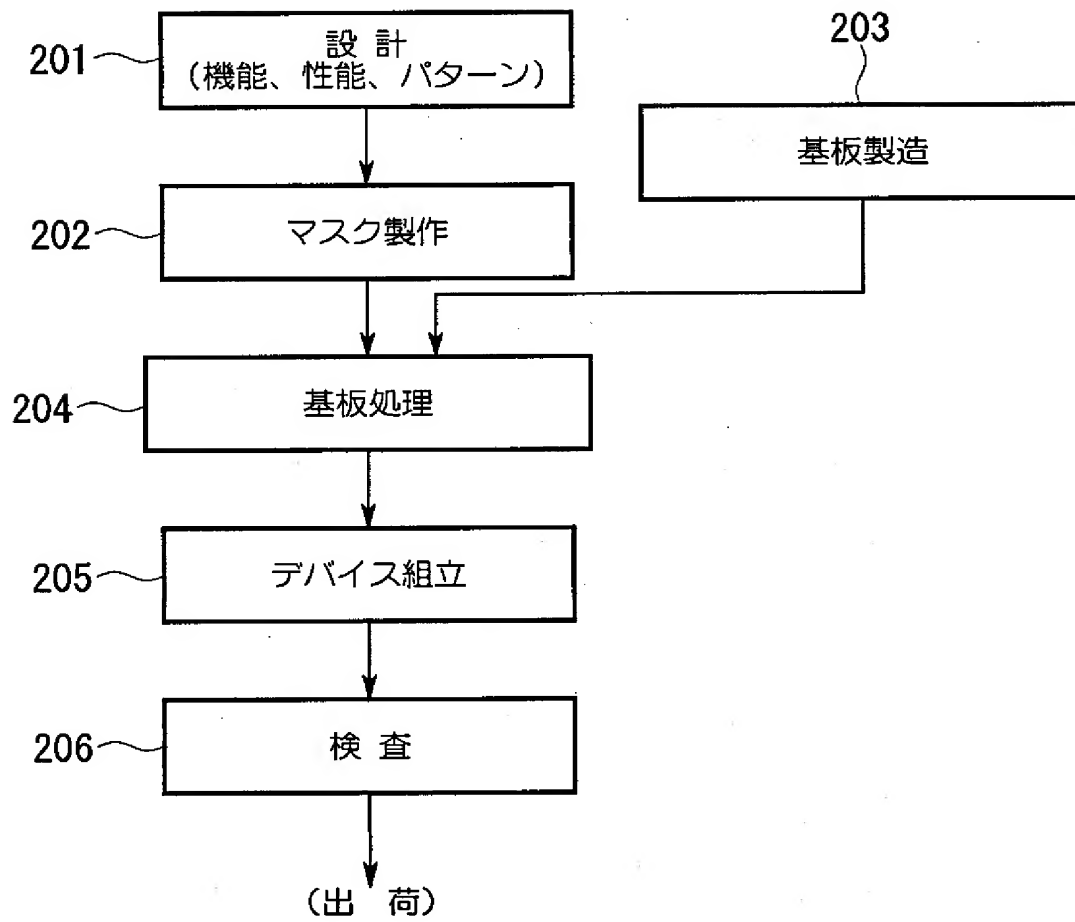 201
設 計
(機能、性能、パターン)
203
基板製造
202
マスク製作
204
基板処理
205
デバイス組立
206
検 査
(出 荷)